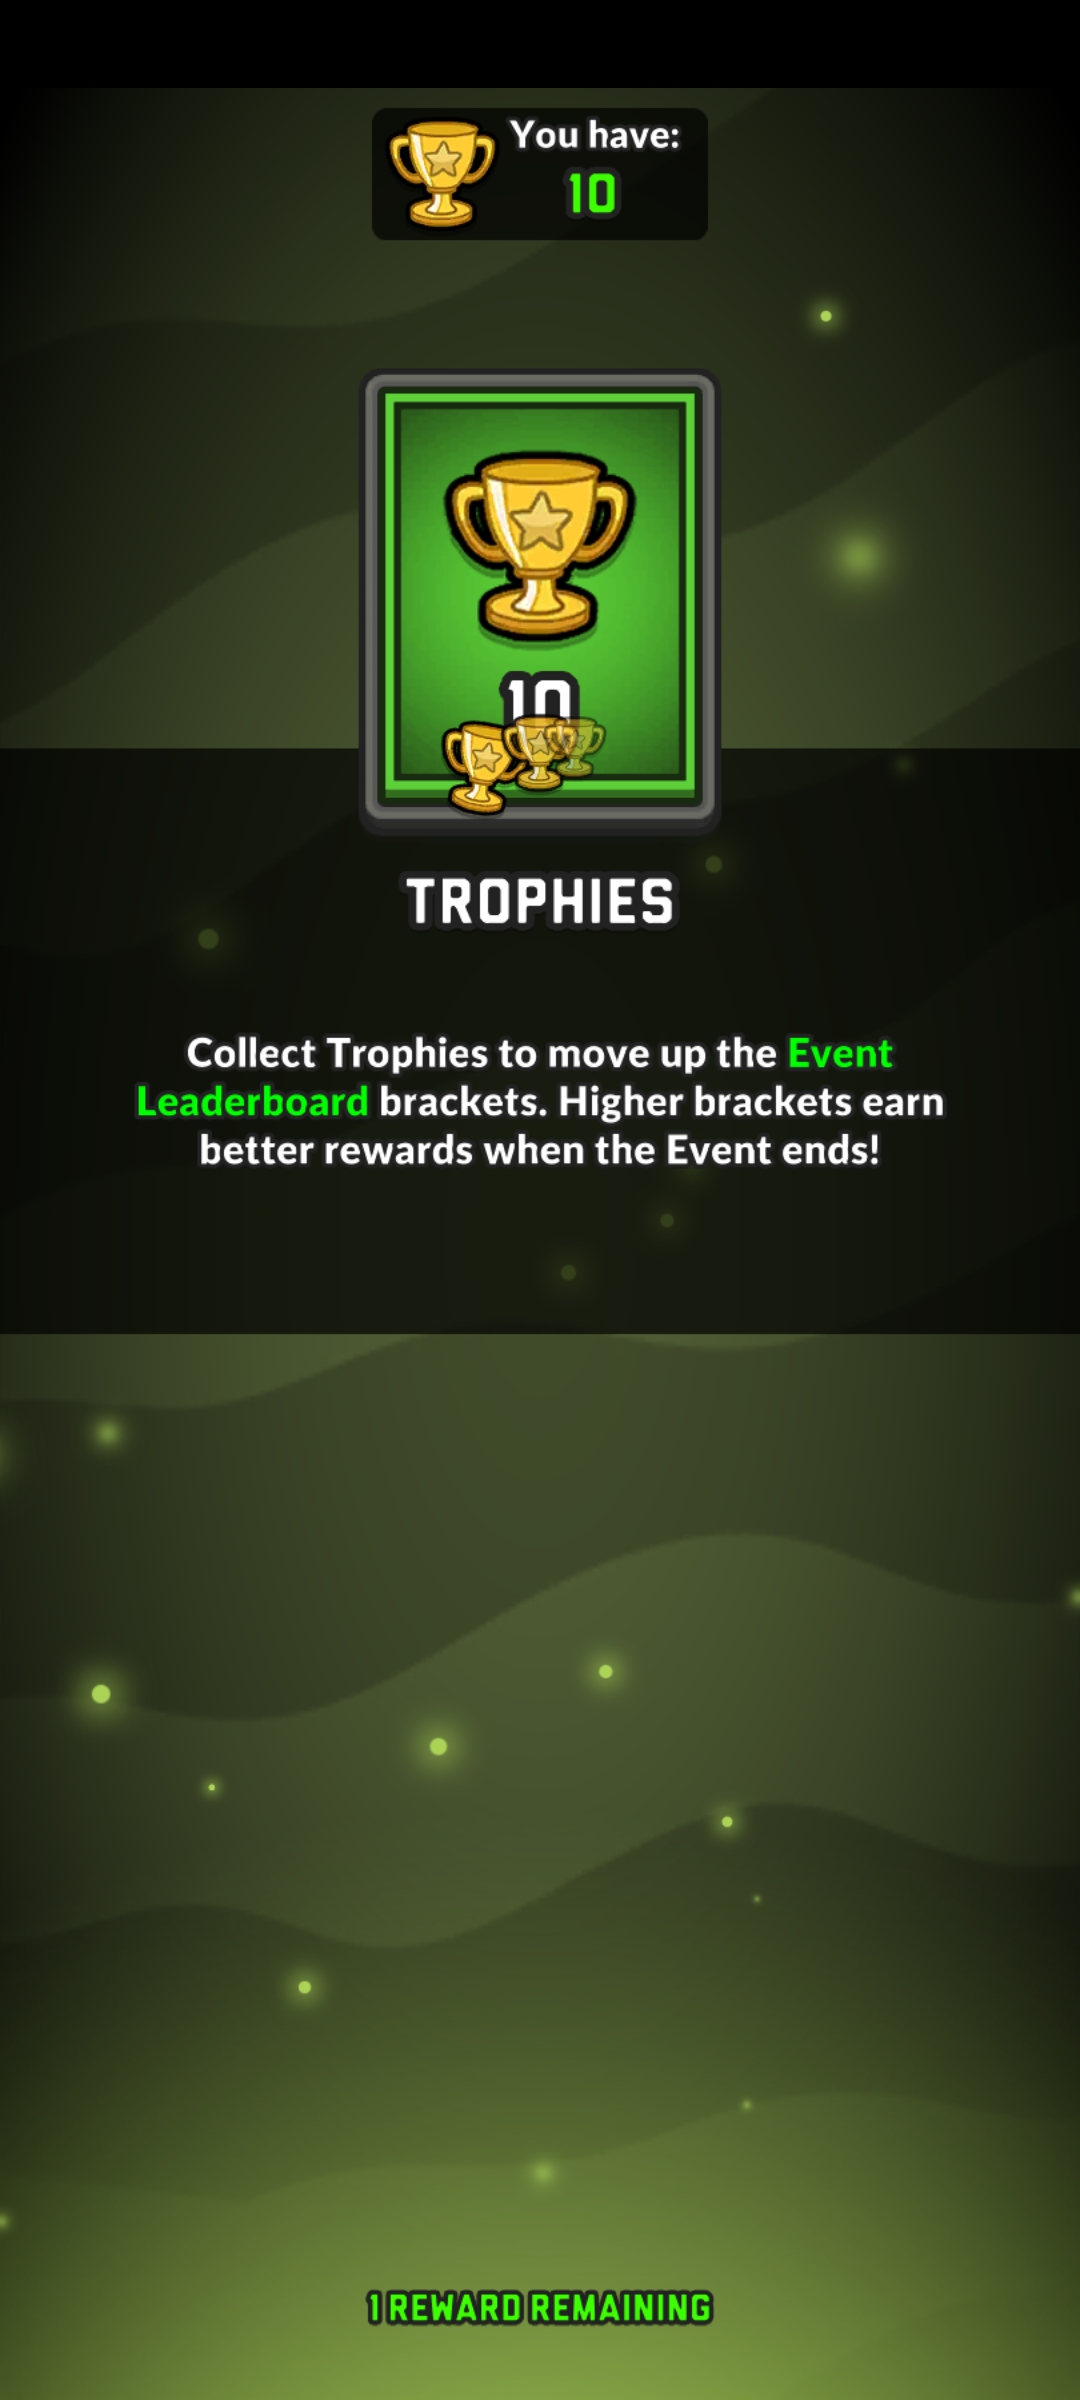 You have:
10
10
TROPHIES
Collect Trophies to move up the Event
Leaderboard brackets. Higher brackets earn
better rewards when the Event ends!
1 REWARD REMAINING